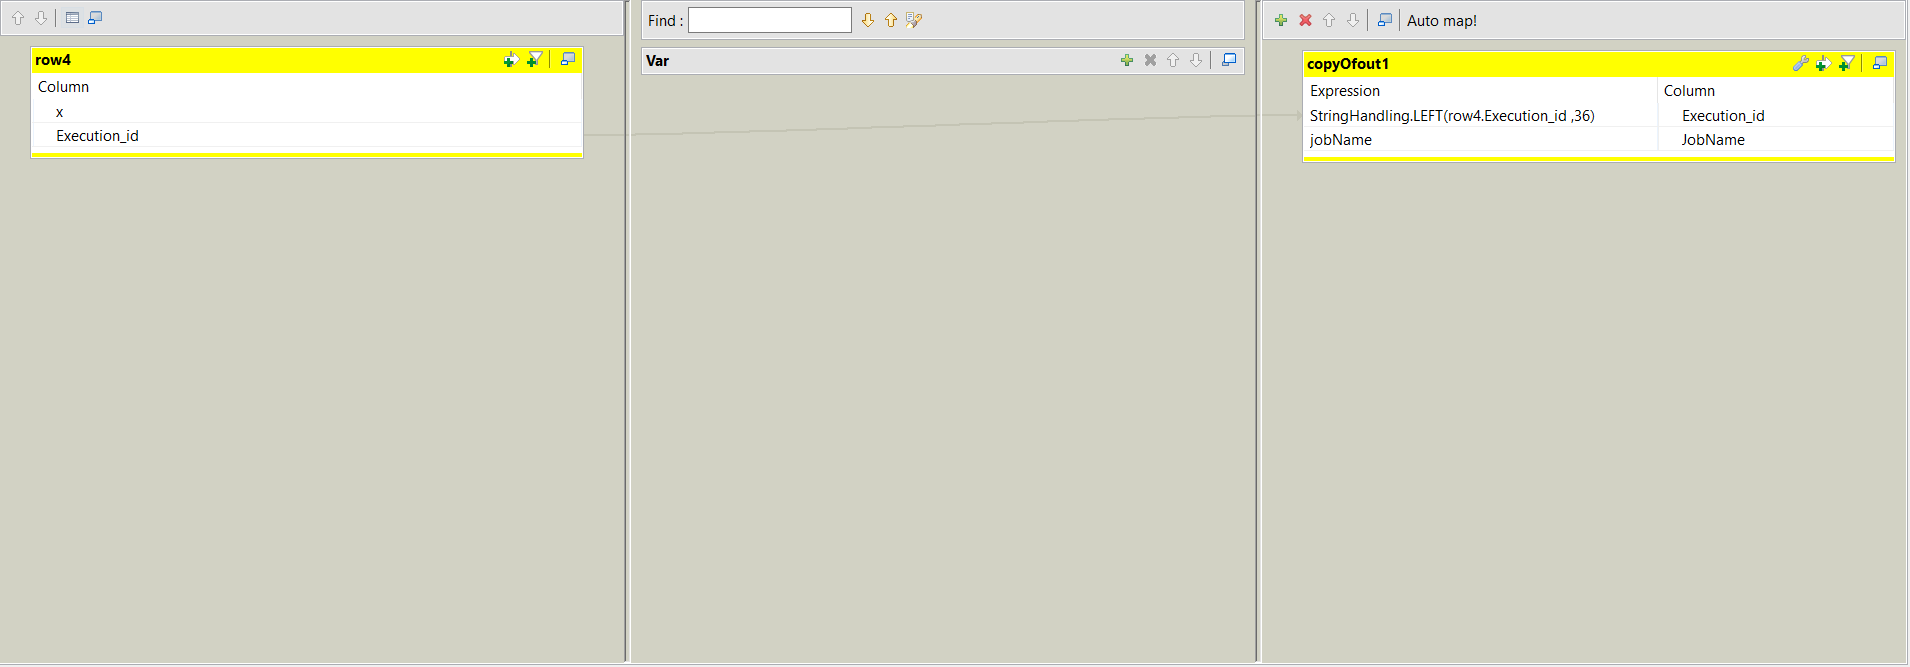 row4
Column
x
Execution_id
Find :
Var
Auto map!
copyOfout1
Expression Column
StringHandling.LEFT(row4.Execution_id ,36) Execution_id
jobName JobName